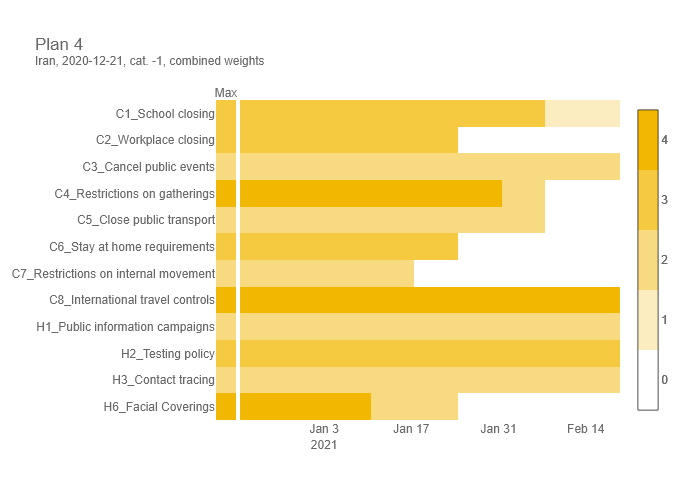 Plan 4
Iran, 2020-12-21, cat. -1, combined weights
Max
C1_School closing
C2_Workplace closing
C3_Cancel public events
C4_Restrictions on gatherings
C5_Close public transport
C6_Stay at home requirements
C7_Restrictions on internal movement
C8_International travel controls
H1_Public information campaigns
H2_Testing policy
H3_Contact tracing
H6_Facial Coverings
Jan 3 Jan 17 Jan 31 Feb 14
2021
4
3
2
1
0